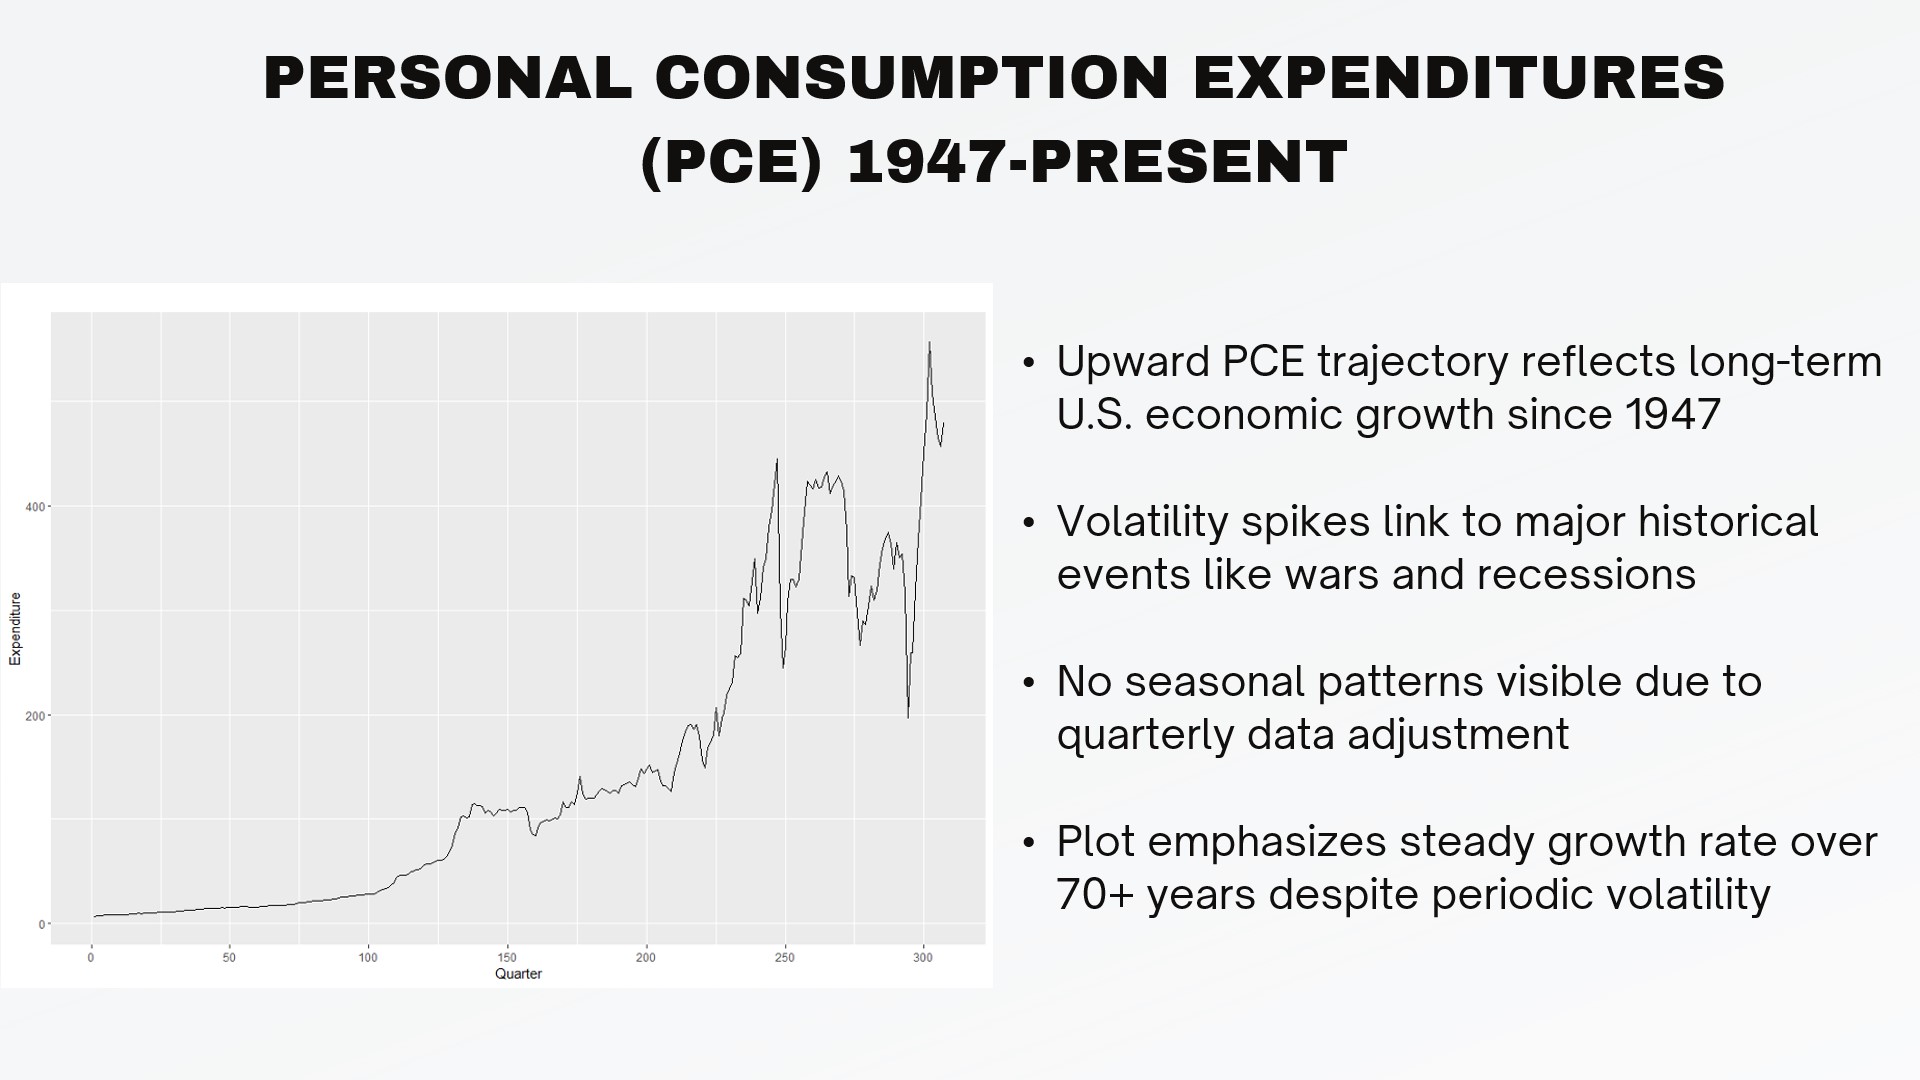 PERSONAL CONSUMPTION EXPENDITURES
(PCE) 1947-PRESENT
400
200
0
Expenditure
0 50 100 150 200 250 300
Quarter
• Upward PCE trajectory reflects long-term
U.S. economic growth since 1947
• Volatility spikes link to major historical
events like wars and recessions
• No seasonal patterns visible due to
quarterly data adjustment
• Plot emphasizes steady growth rate over
70+ years despite periodic volatility